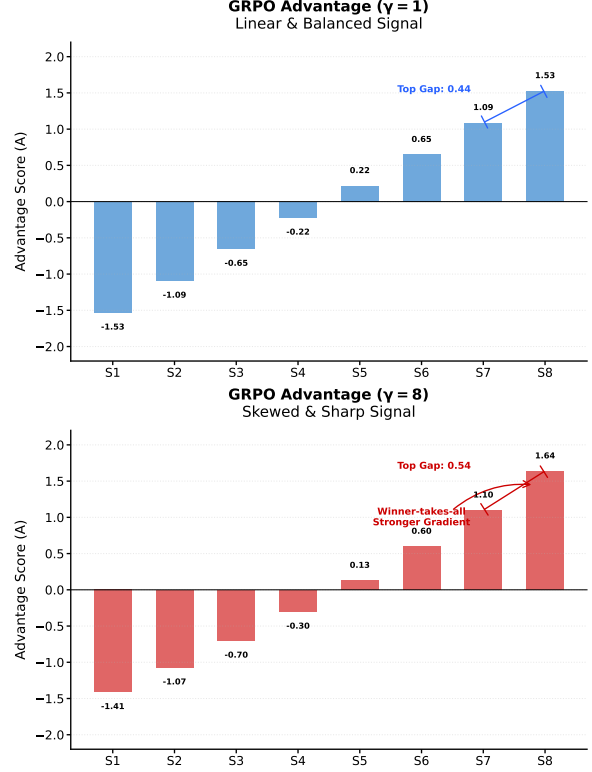 GRPO Advantage (γ = 1)
Linear & Balanced Signal
Advantage Score (A)
2.0
1.5
1.0
0.5
0.0
−0.5
−1.0
−1.5
−2.0
Top Gap: 0.44
-1.53
-1.09
-0.65
-0.22
0.22
0.65
1.09
1.53
S1 S2 S3 S4 S5 S6 S7 S8
GRPO Advantage (γ = 8)
Skewed & Sharp Signal
Advantage Score (A)
2.0
1.5
1.0
0.5
0.0
−0.5
−1.0
−1.5
−2.0
Top Gap: 0.54
Winner-takes-all
Stronger Gradient
-1.41
-1.07
-0.70
-0.30
0.13
0.60
1.10
1.64
S1 S2 S3 S4 S5 S6 S7 S8